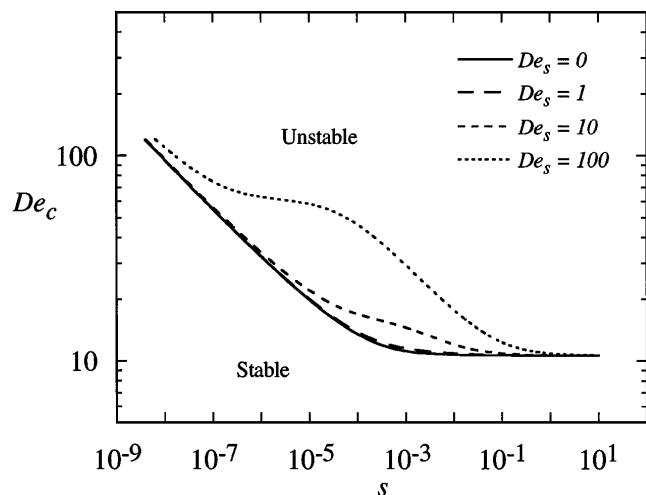 De_s = 0
De_s = 1
De_s = 10
De_s = 100
Unstable
100
De_c
10
Stable
10^-9 10^-7 10^-5 10^-3 10^-1 10^1
s